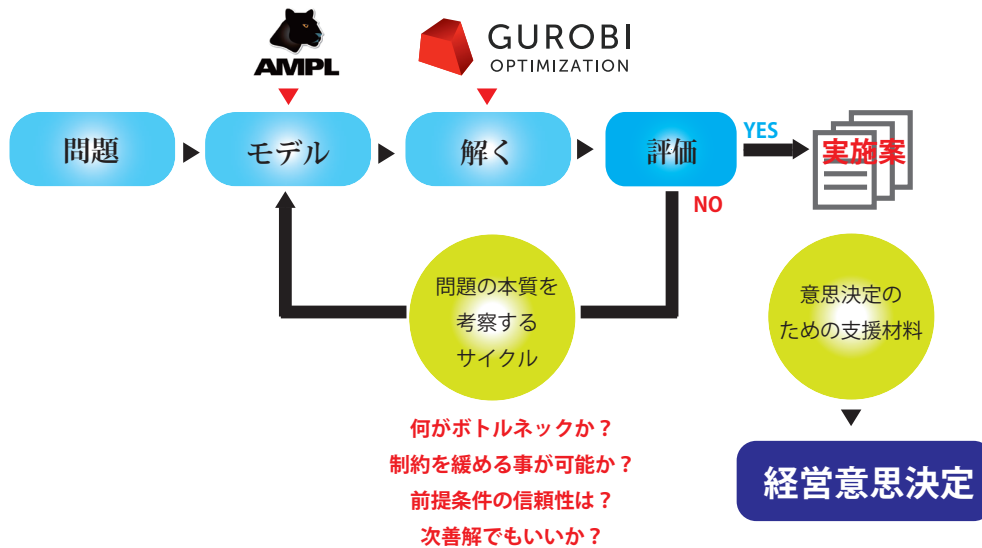 AMPL
GUROBI
OPTIMIZATION
問題
モデル
解く
評価
YES
実施案
NO
問題の本質を
考察する
サイクル
意思決定の
ための支援材料
何がボトルネックか？
制約を緩める事が可能か？
前提条件の信頼性は？
次善解でもいいか？
経営意思決定